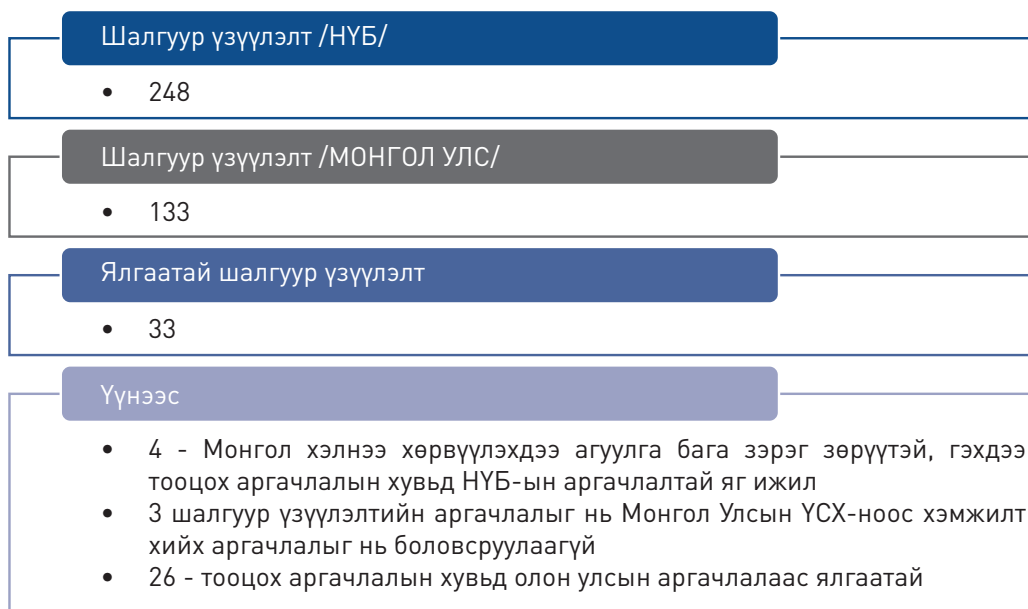 Шалгуур үзүүлэлт /НҮБ/
• 248
Шалгуур үзүүлэлт /МОНГОЛ УЛС/
• 133
Ялгаатай шалгуур үзүүлэлт
• 33
Үүнээс
• 4 - Монгол хэлнээ хөрвүүлэхдээ агуулга бага зэрэг зөрүүтэй, гэхдээ
тооцох аргачлалын хувьд НҮБ-ын аргачлалтай яг ижил
• 3 шалгуур үзүүлэлтийн аргачлалыг нь Монгол Улсын ҮСХ-ноос хэмжилт
хийх аргачлалыг нь боловсруулаагүй
• 26 - тооцох аргачлалын хувьд олон улсын аргачлалаас ялгаатай